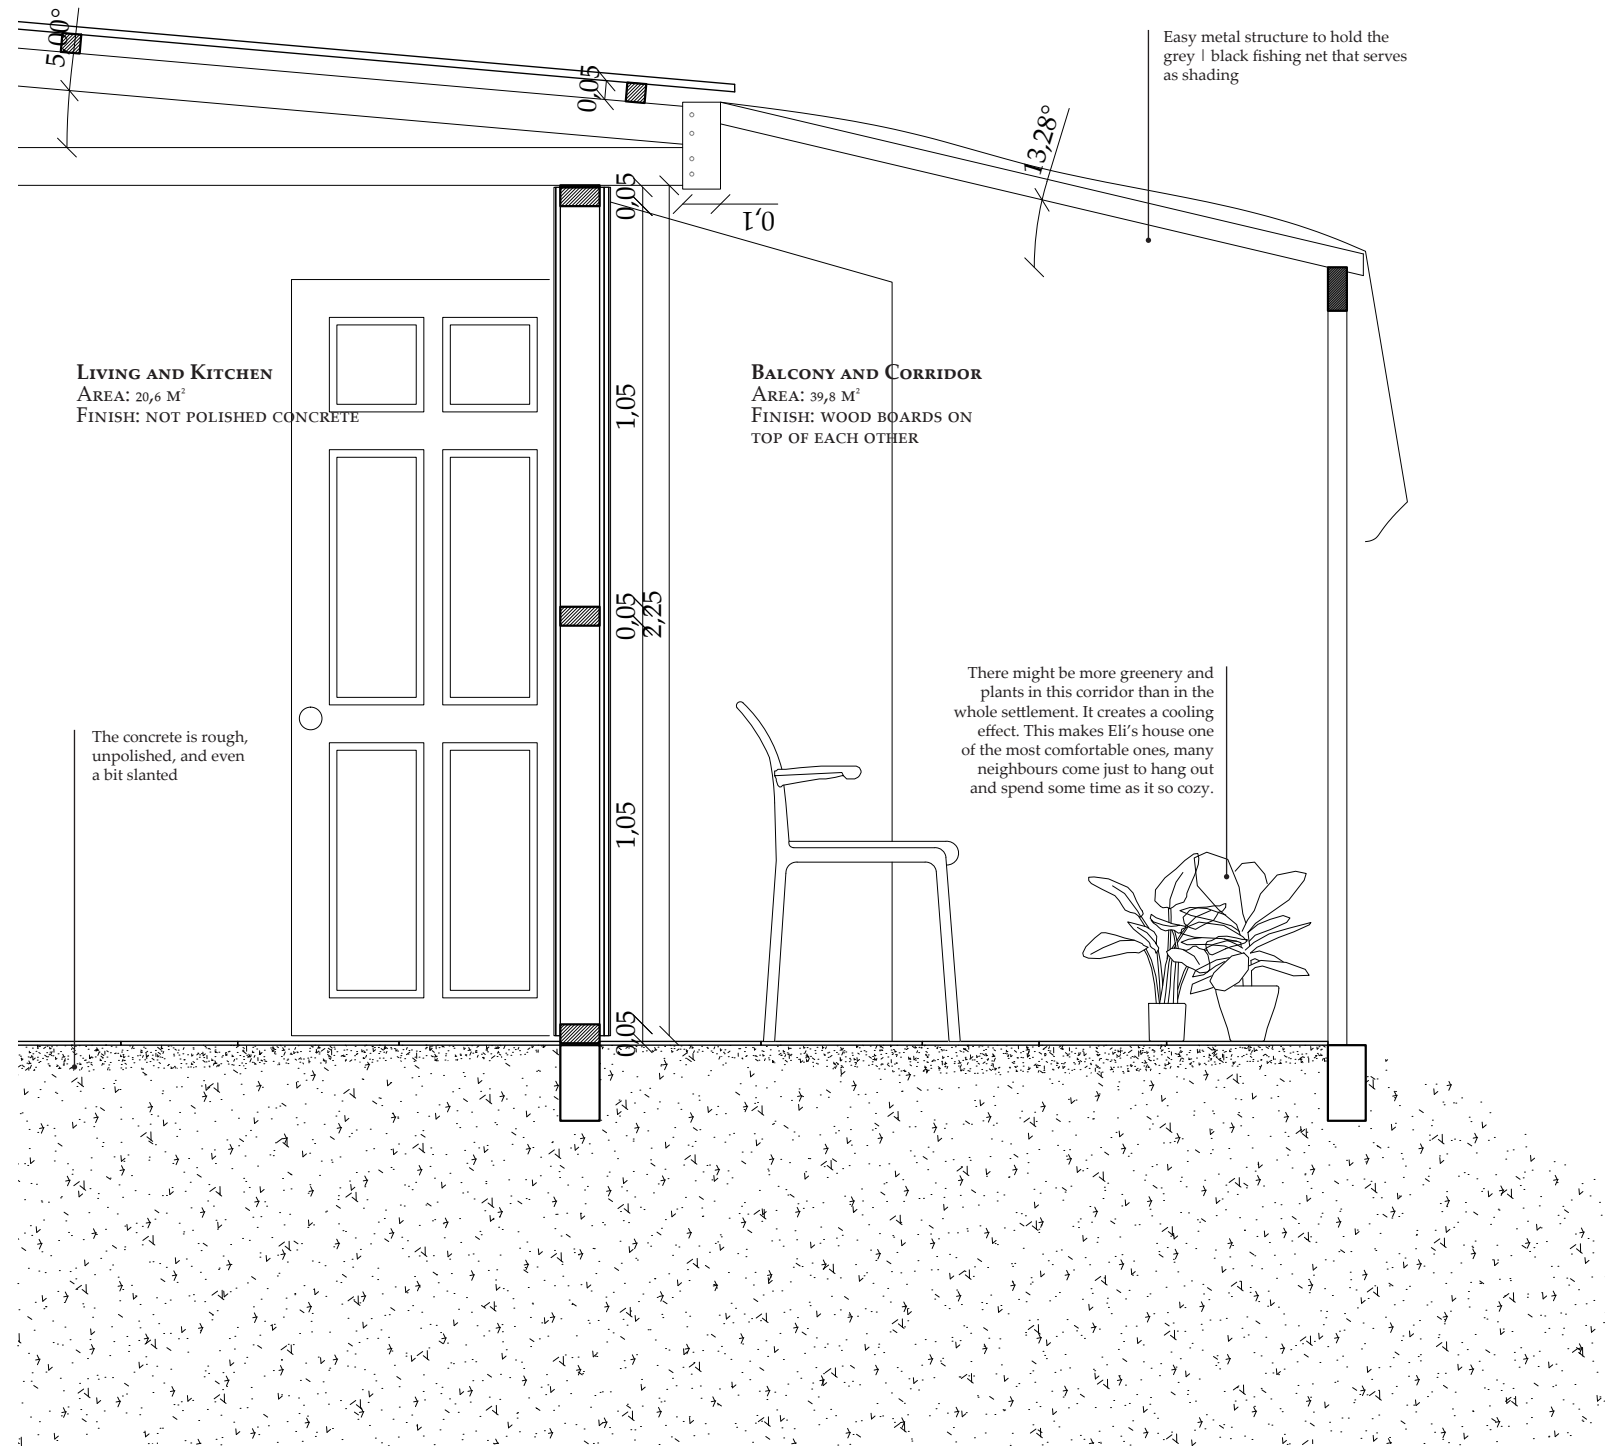 5,00°
0,05
Easy metal structure to hold the
grey | black fishing net that serves
as shading
13,28°
0,05
0,1
Living and Kitchen
Area: 20,6 m²
Finish: not polished concrete
1,05
Balcony and Corridor
Area: 39,8 m²
Finish: wood boards on
top of each other
0,05
2,25
There might be more greenery and
plants in this corridor than in the
whole settlement. It creates a cooling
effect. This makes Eli's house one
of the most comfortable ones, many
neighbours come just to hang out
and spend some time as it so cozy.
The concrete is rough,
unpolished, and even
a bit slanted
1,05
0,05